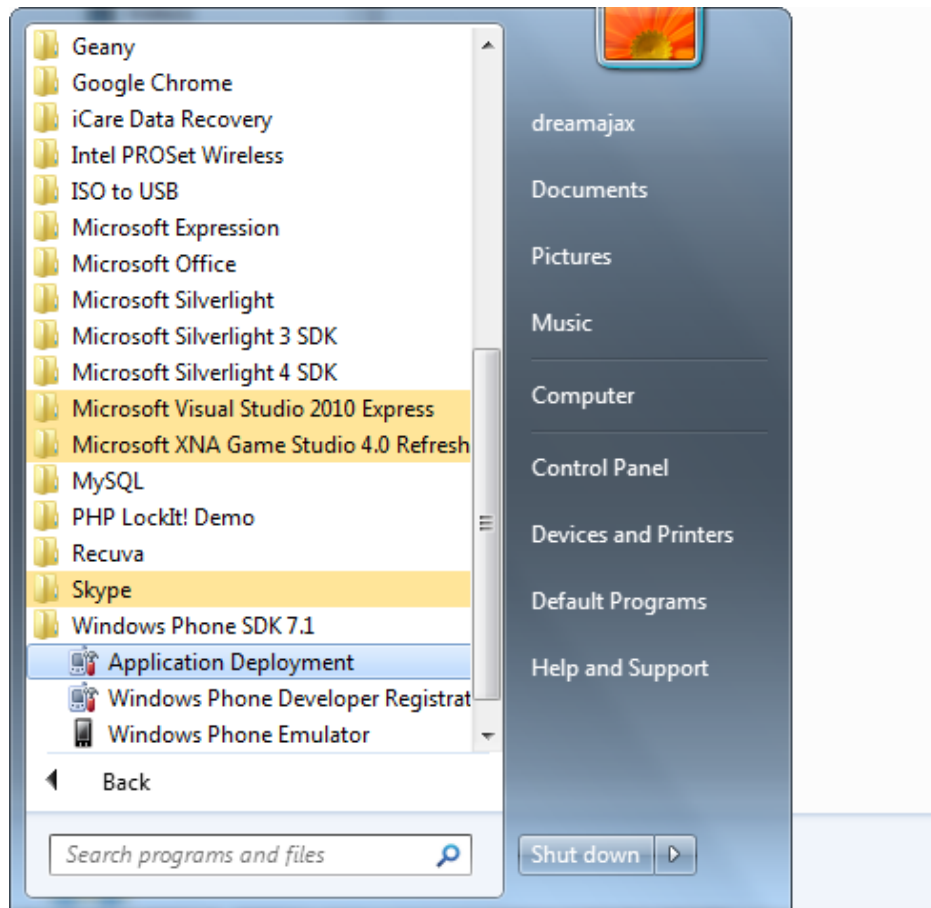 Geany
Google Chrome
iCare Data Recovery
Intel PROSet Wireless
ISO to USB
Microsoft Expression
Microsoft Office
Microsoft Silverlight
Microsoft Silverlight 3 SDK
Microsoft Silverlight 4 SDK
Microsoft Visual Studio 2010 Express
Microsoft XNA Game Studio 4.0 Refresh
MySQL
PHP LockIt! Demo
Recuva
Skype
Windows Phone SDK 7.1
Application Deployment
Windows Phone Developer Registrat
Windows Phone Emulator
Back
Search programs and files
dreamajax
Documents
Pictures
Music
Computer
Control Panel
Devices and Printers
Default Programs
Help and Support
Shut down